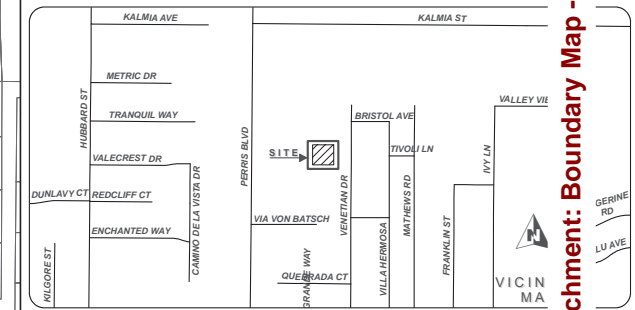 KALMIA AVE
KALMIA ST
METRIC DR
HUBBARD ST
TRANQUIL WAY
VALECREST DR
DUNLAVY CT
REDCLIFF CT
ENCHANTED WAY
KILGORE ST
CAMINO DE LA VISTA DR
PERRIS BLVD
SITE
VIA VON BATSCH
QUEBRADA CT
GRANDE WAY
VENETIAN DR
BRISTOL AVE
TIVOLI LN
VILLA HERMOSA
MATHEWS RD
FRANKLIN ST
IVY LN
VALLEY VIE
N
VICIN
MA
GERINE
RD
LU AVE
chment: Boundary Map -